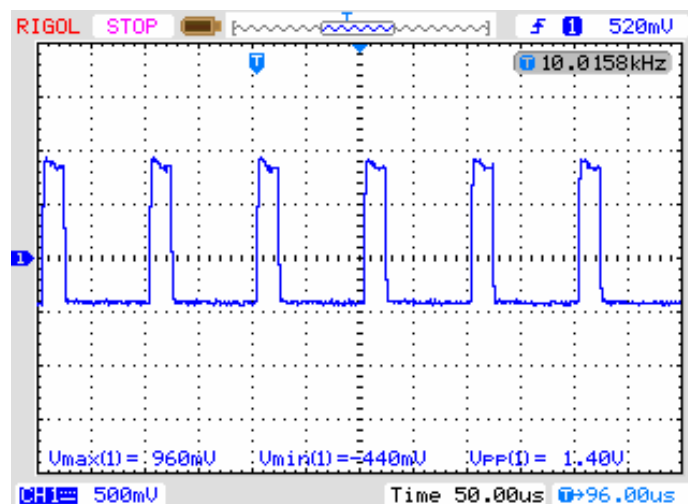 RIGOL STOP T f 1 520mV
T
T 10.0158kHz
1
Vmax(1)= 960mV Vmin(1)=-440mV Vpp(1)= 1.40V
CH1 500mV Time 50.00us T→96.00us